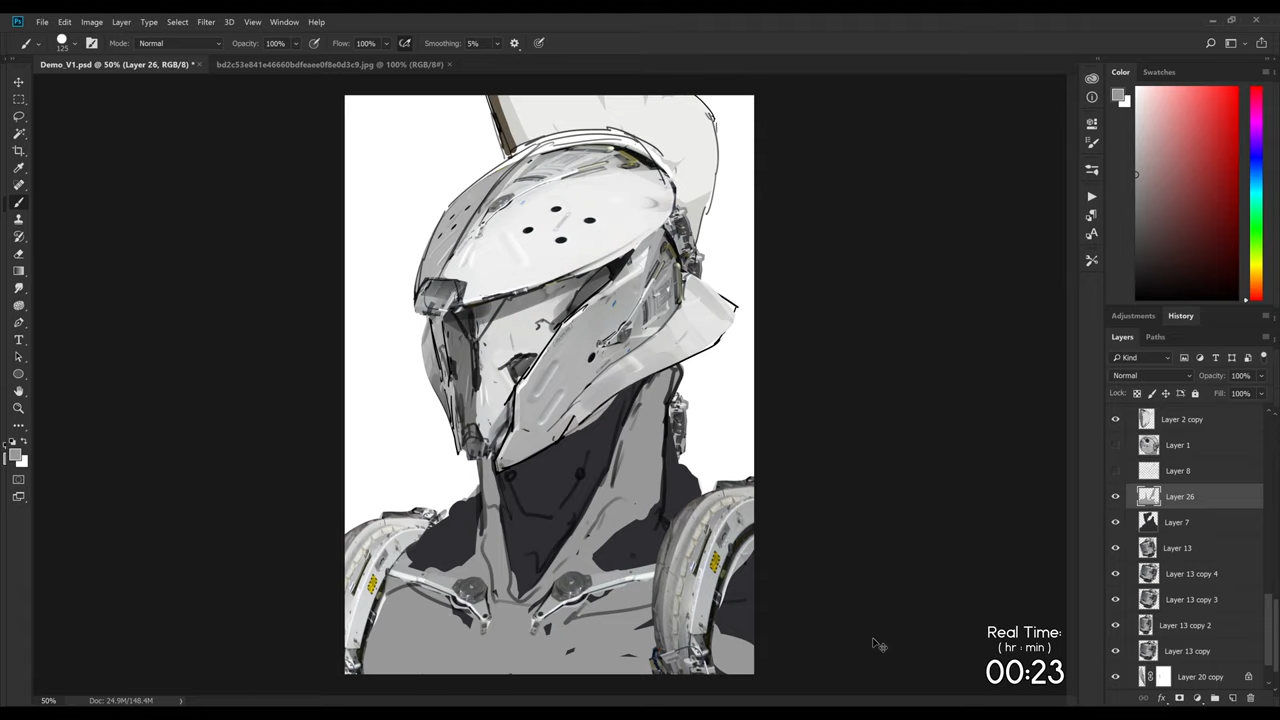 Ps File Edit Image Layer Type Select Filter 3D View Window Help
125 Mode: Normal Opacity: 100% Flow: 100% Smoothing: 5%
Demo_V1.psd @ 50% (Layer 26, RGB/8) * × bd2c53e841e46660bdfeaee0f8e0d3c9.jpg @ 100% (RGB/8#) ×
Color Swatches
Adjustments History
Layers Paths
Kind
Normal Opacity: 100%
Lock: Fill: 100%
Layer 2 copy
Layer 1
Layer 8
Layer 26
Layer 7
Layer 13
Layer 13 copy 4
Layer 13 copy 3
Layer 13 copy 2
Layer 13 copy
Layer 20 copy
Real Time:
( hr : min )
00:23
50% Doc: 24.9M/148.4M